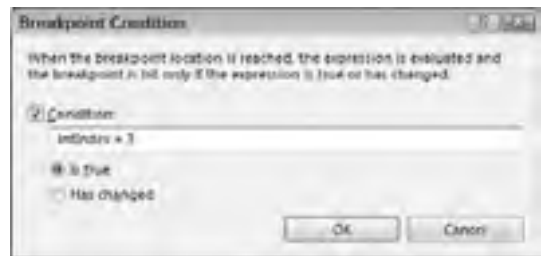 Breakpoint Condition
When the breakpoint location is reached, the expression is evaluated and
the breakpoint is hit only if the expression is true or has changed.
Condition:
intIndex = 3
Is true
Has changed
OK Cancel